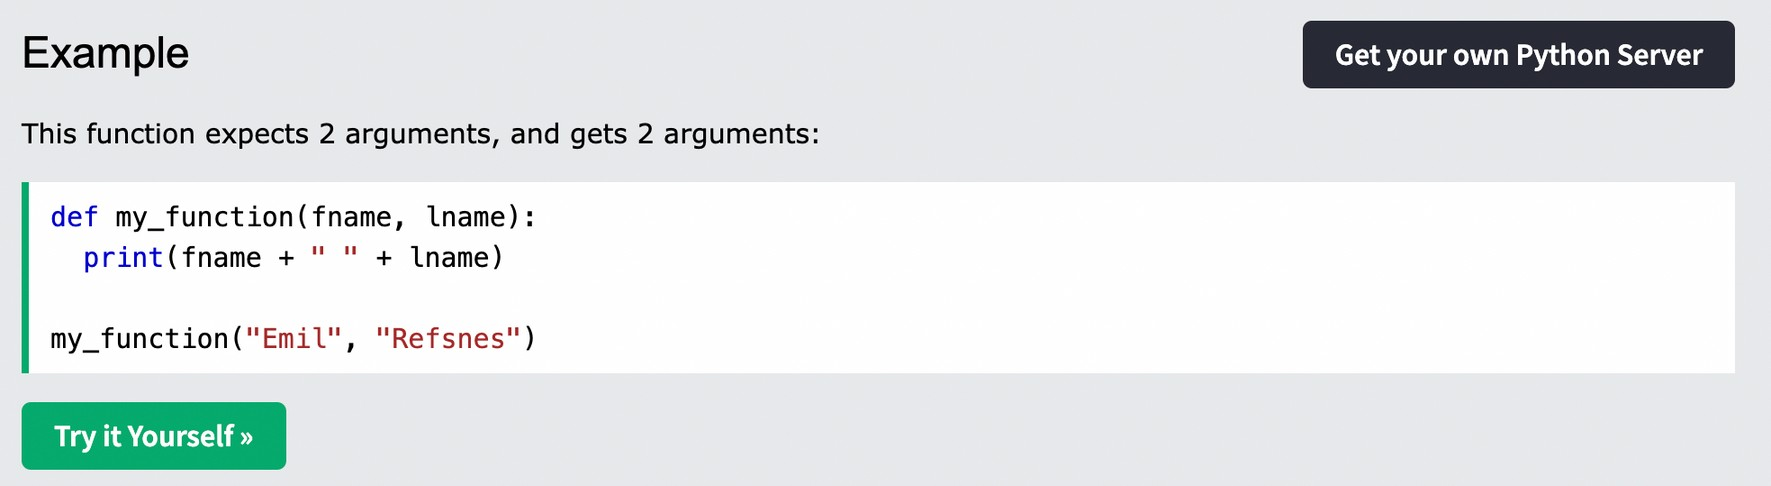 Example
Get your own Python Server
This function expects 2 arguments, and gets 2 arguments:
def my_function(fname, lname):
  print(fname + " " + lname)
my_function("Emil", "Refsnes")
Try it Yourself »